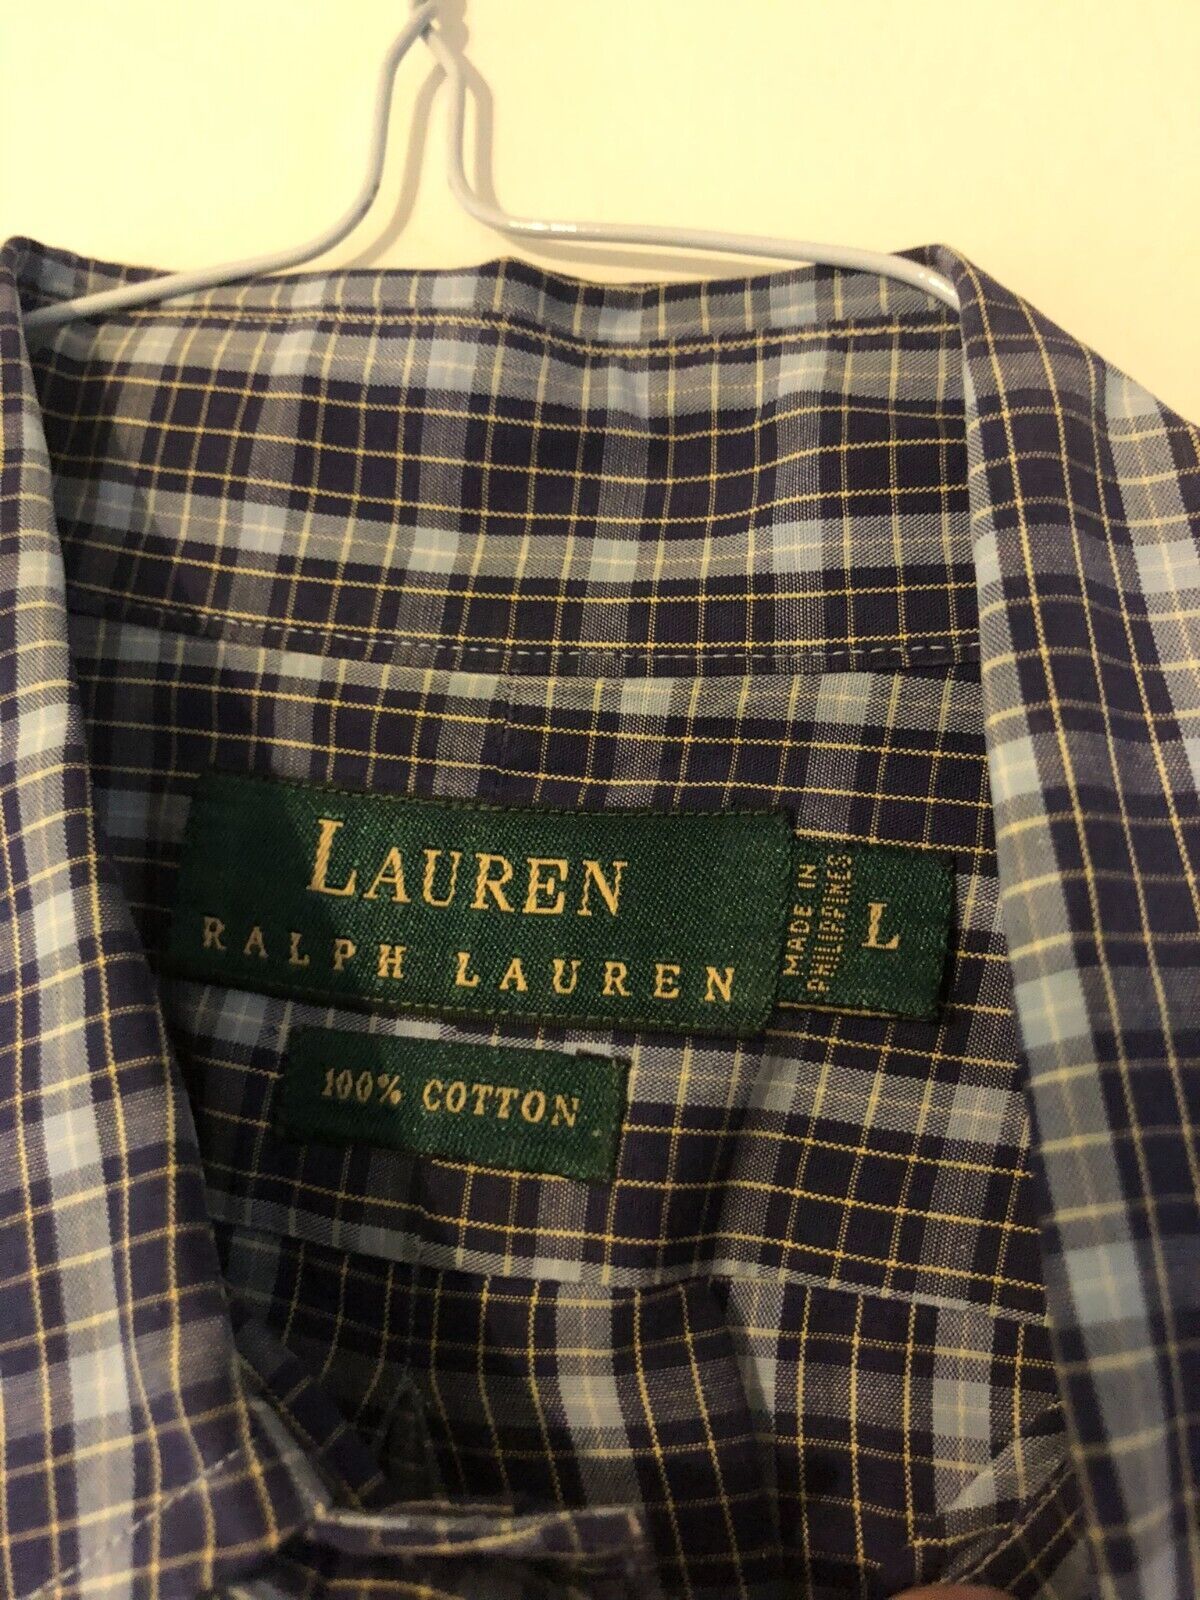 LAUREN
RALPH LAUREN
MADE IN
PHILIPPINES
L
100% COTTON